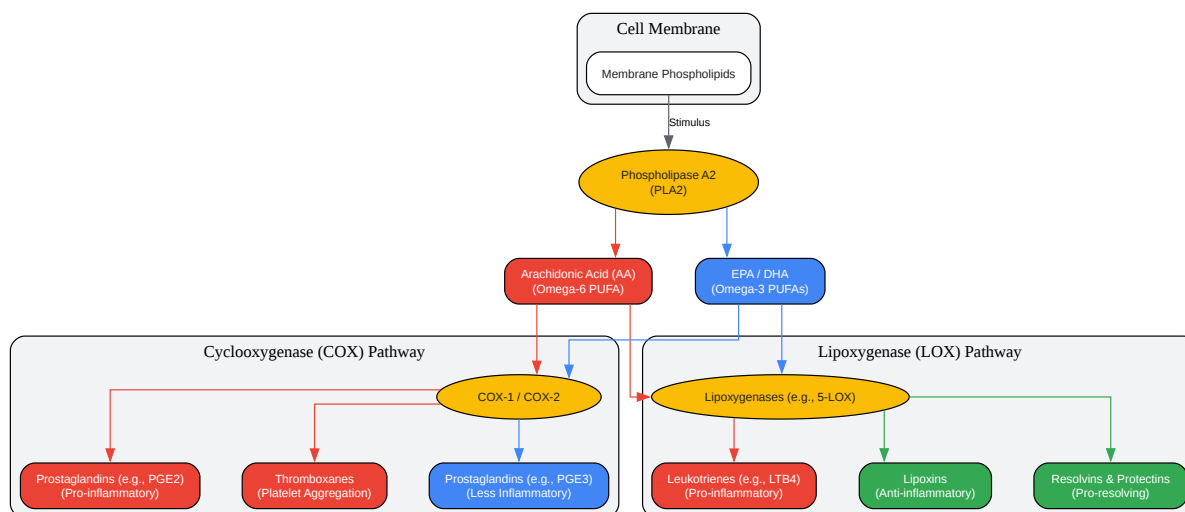 Cell Membrane
Membrane Phospholipids
Stimulus
Phospholipase A2
(PLA2)
Arachidonic Acid (AA)
(Omega-6 PUFA)
EPA / DHA
(Omega-3 PUFAs)
Cyclooxygenase (COX) Pathway
Lipoxygenase (LOX) Pathway
COX-1 / COX-2
Lipoxygenases (e.g., 5-LOX)
Prostaglandins (e.g., PGE2)
(Pro-inflammatory)
Thromboxanes
(Platelet Aggregation)
Prostaglandins (e.g., PGE3)
(Less Inflammatory)
Leukotrienes (e.g., LTB4)
(Pro-inflammatory)
Lipoxins
(Anti-inflammatory)
Resolvins & Protectins
(Pro-resolving)